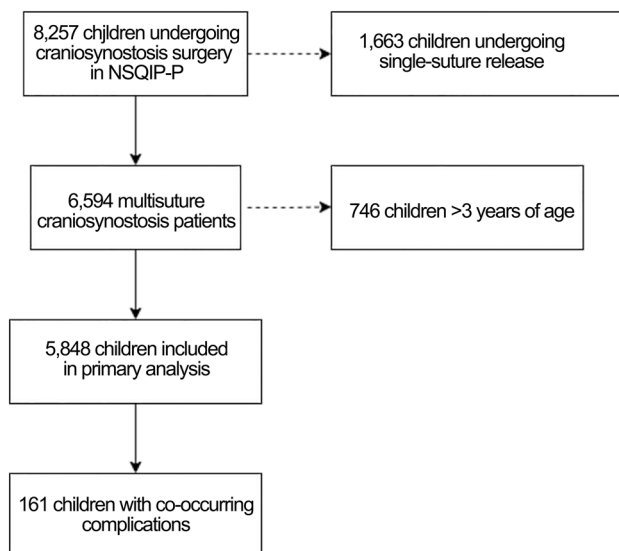 8,257 children undergoing
craniosynostosis surgery
in NSQIP-P
1,663 children undergoing
single-suture release
6,594 multisuture
craniosynostosis patients
746 children >3 years of age
5,848 children included
in primary analysis
161 children with co-occurring
complications